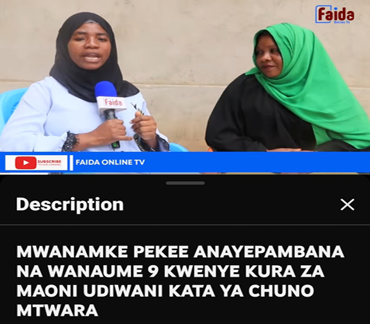 Faida
Faida
SUBSCRIBE
FAIDA ONLINE TV
Description
MWANAMKE PEKEE ANAYEPAMBANA
NA WANAUME 9 KWENYE KURA ZA
MAONI UDIWANI KATA YA CHUNO
MTWARA